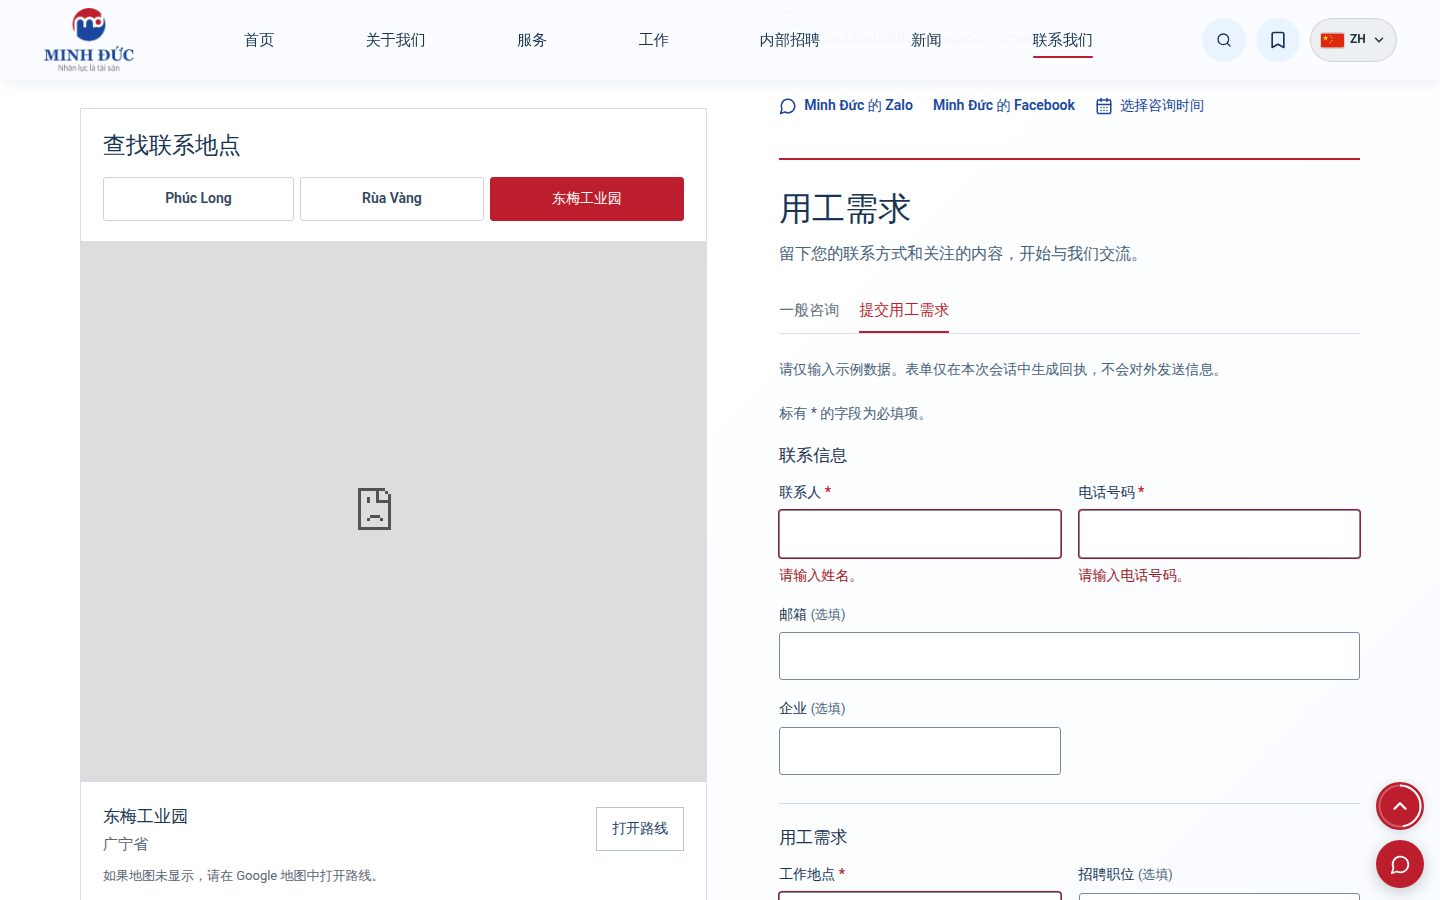 MINH ĐỨC
Nhân lực là tài sản
首页
关于我们
服务
工作
内部招聘
新闻
联系我们
ZH
查找联系地点
Phúc Long
Rùa Vàng
东梅工业园
东梅工业园
广宁省
打开路线
如果地图未显示，请在 Google 地图中打开路线。
Minh Đức 的 Zalo
Minh Đức 的 Facebook
选择咨询时间
用工需求
留下您的联系方式和关注的内容，开始与我们交流。
一般咨询
提交用工需求
请仅输入示例数据。表单仅在本次会话中生成回执，不会对外发送信息。
标有 * 的字段为必填项。
联系信息
联系人 *
电话号码 *
请输入姓名。
请输入电话号码。
邮箱 (选填)
企业 (选填)
用工需求
工作地点 *
招聘职位 (选填)